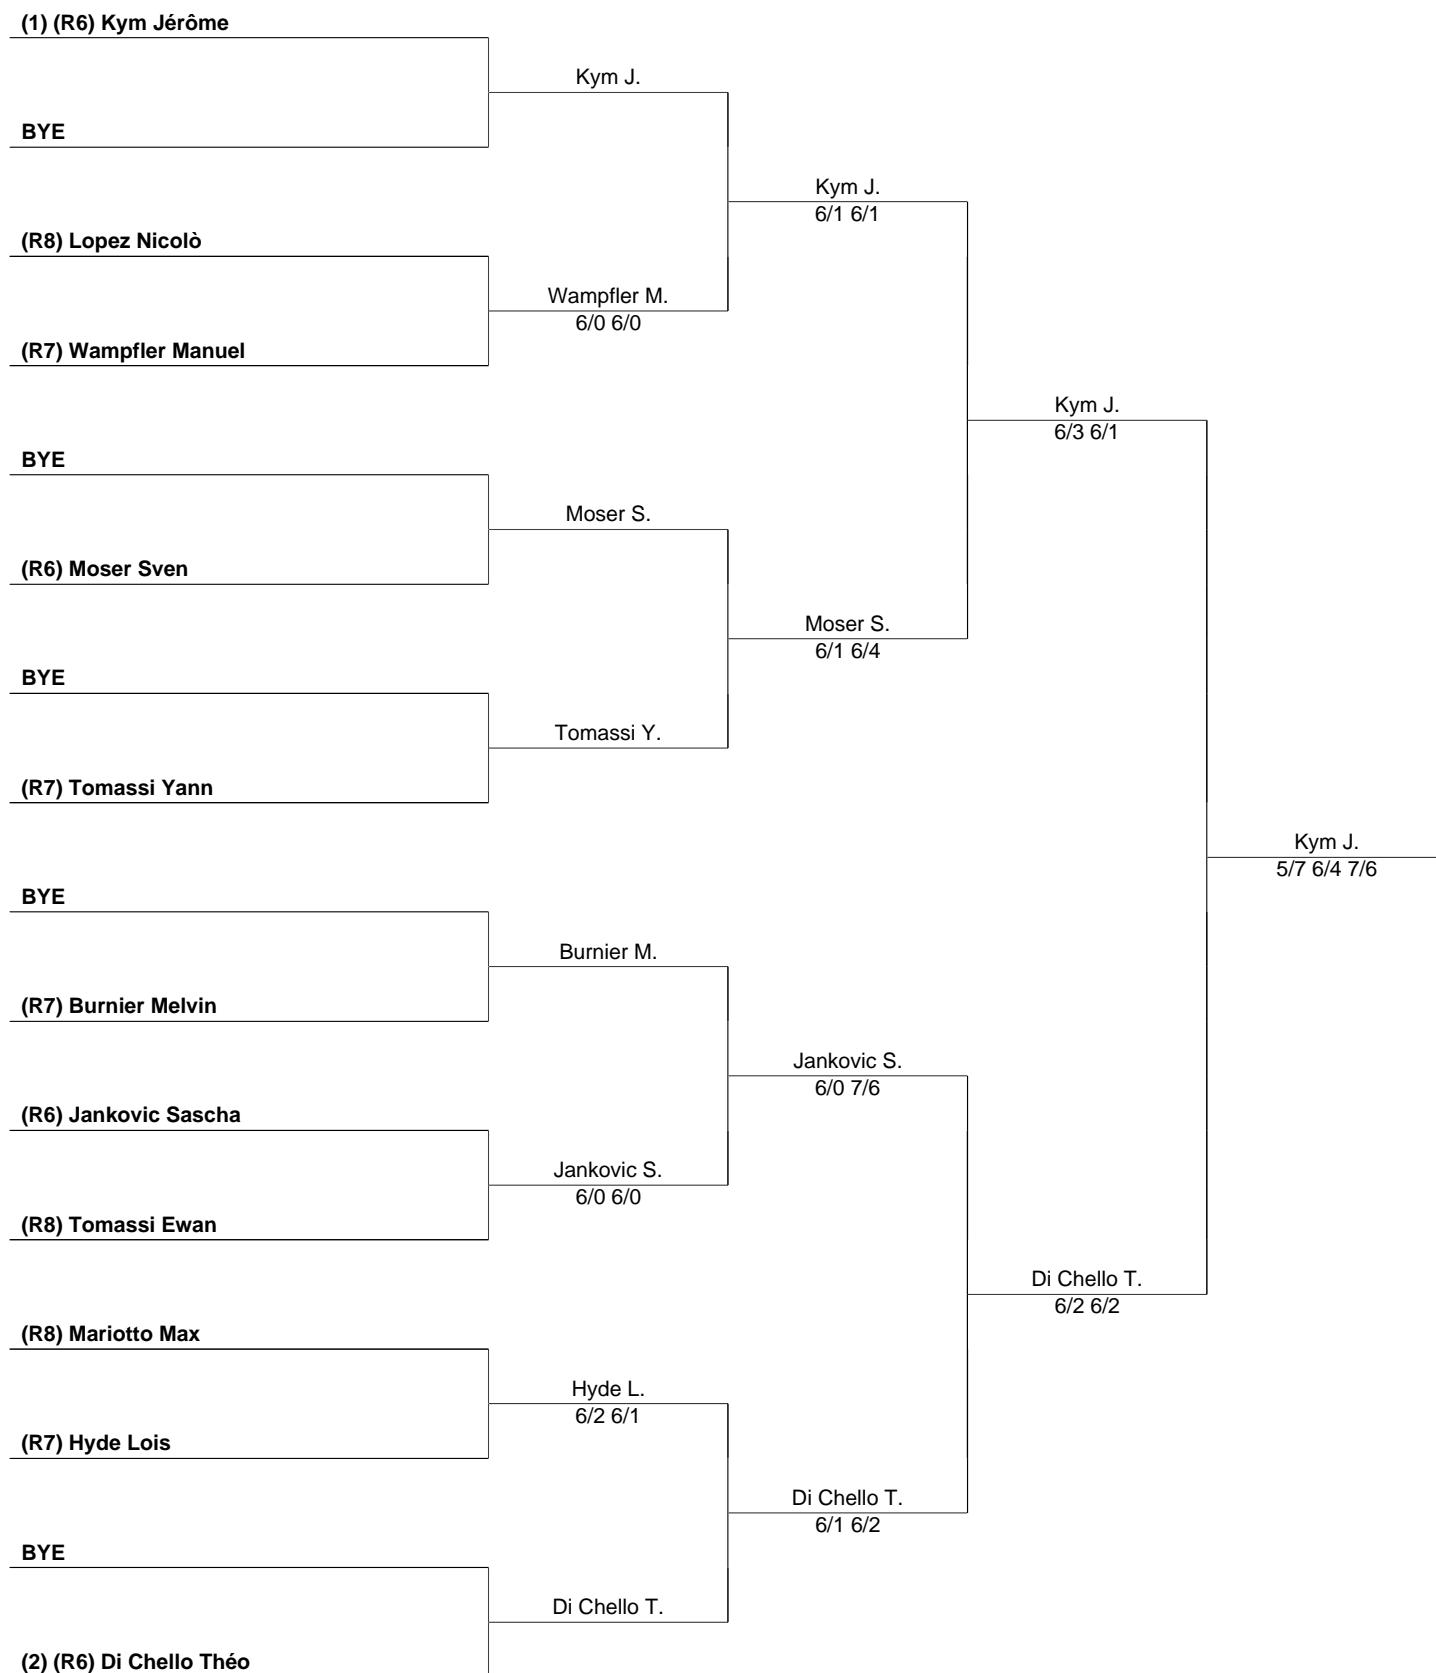 (1) (R6) Kym Jérôme
Kym J.
BYE
Kym J.
6/1 6/1
(R8) Lopez Nicolò
Wampfler M.
6/0 6/0
(R7) Wampfler Manuel
Kym J.
6/3 6/1
BYE
Moser S.
(R6) Moser Sven
Moser S.
6/1 6/4
BYE
Tomassi Y.
(R7) Tomassi Yann
Kym J.
5/7 6/4 7/6
BYE
Burnier M.
(R7) Burnier Melvin
Jankovic S.
6/0 7/6
(R6) Jankovic Sascha
Jankovic S.
6/0 6/0
(R8) Tomassi Ewan
Di Chello T.
6/2 6/2
(R8) Mariotto Max
Hyde L.
6/2 6/1
(R7) Hyde Lois
Di Chello T.
6/1 6/2
BYE
Di Chello T.
(2) (R6) Di Chello Théo